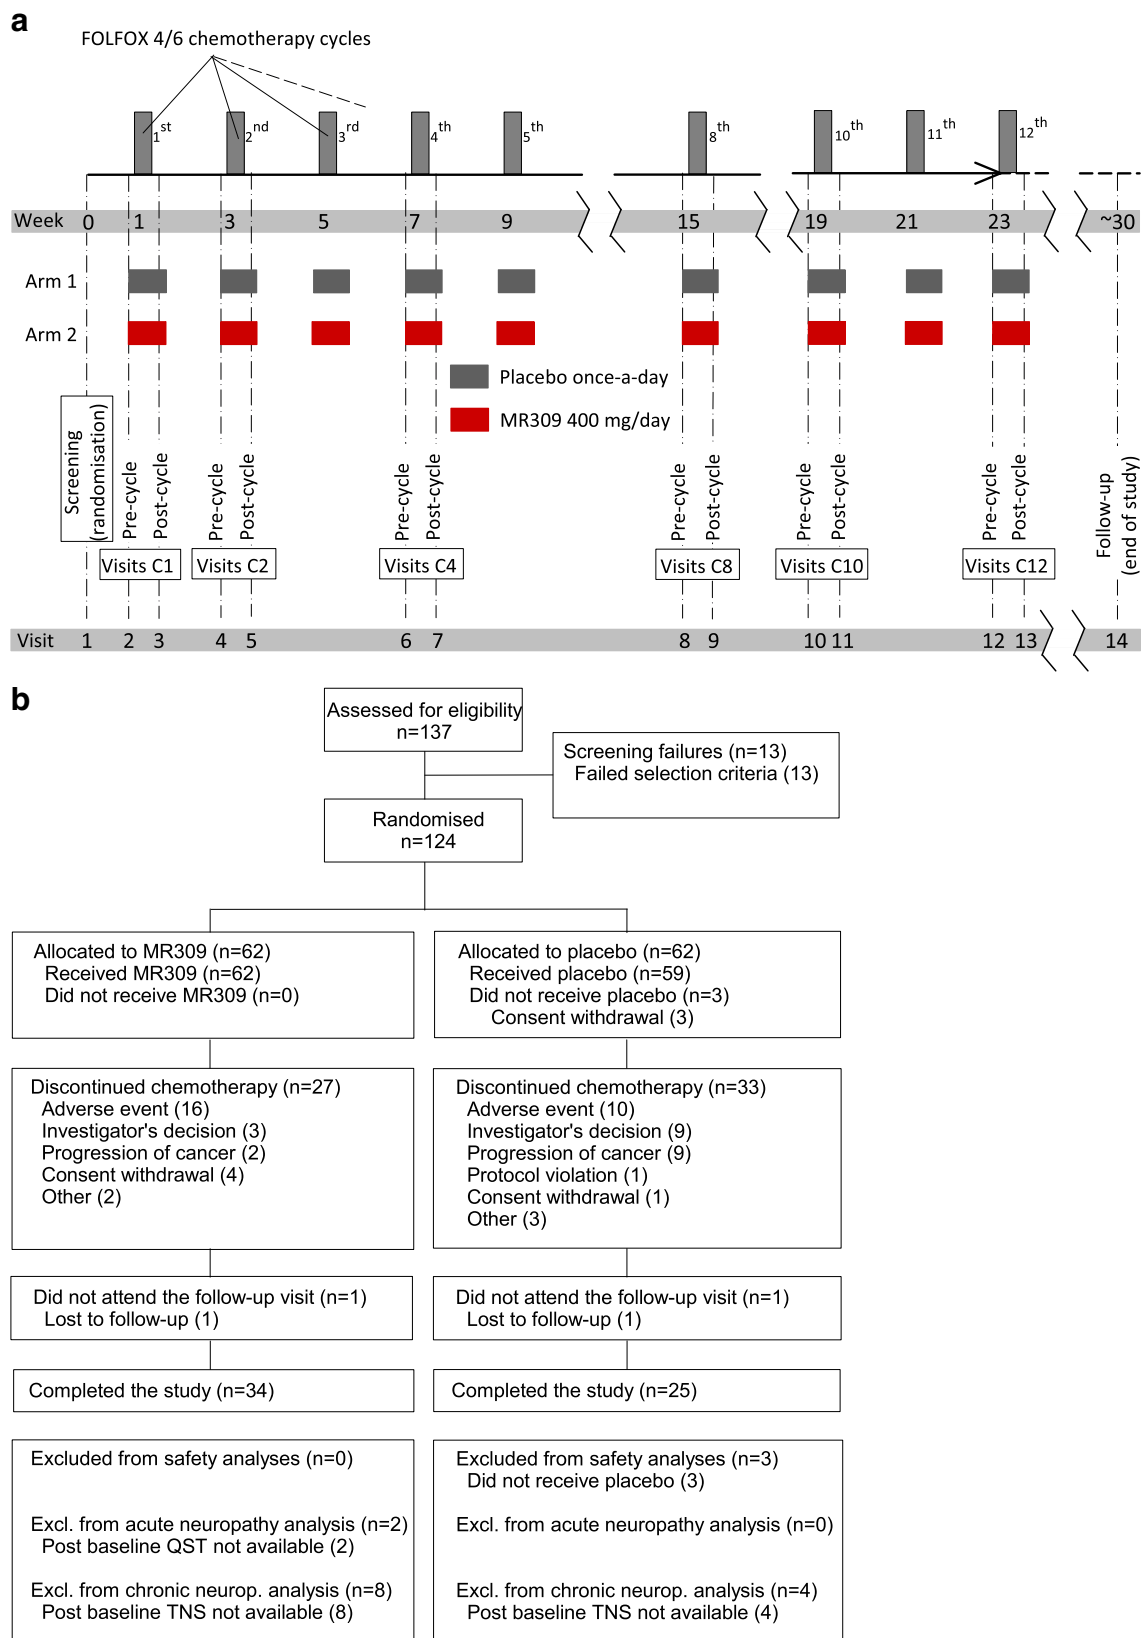 a
FOLFOX 4/6 chemotherapy cycles
1st 2nd 3rd 4th 5th 8th 10th 11th 12th
Week 0 1 3 5 7 9 15 19 21 23 ~30
Arm 1
Arm 2
Placebo once-a-day
MR309 400 mg/day
Screening
(randomisation)
Pre-cycle
Post-cycle
Pre-cycle
Post-cycle
Pre-cycle
Post-cycle
Pre-cycle
Post-cycle
Pre-cycle
Post-cycle
Pre-cycle
Post-cycle
Follow-up
(end of study)
Visits C1 Visits C2 Visits C4 Visits C8 Visits C10 Visits C12
Visit 1 2 3 4 5 6 7 8 9 10 11 12 13 14
b
Assessed for eligibility
n=137
Screening failures (n=13)
Failed selection criteria (13)
Randomised
n=124
Allocated to MR309 (n=62)
Received MR309 (n=62)
Did not receive MR309 (n=0)
Allocated to placebo (n=62)
Received placebo (n=59)
Did not receive placebo (n=3)
Consent withdrawal (3)
Discontinued chemotherapy (n=27)
Adverse event (16)
Investigator's decision (3)
Progression of cancer (2)
Consent withdrawal (4)
Other (2)
Discontinued chemotherapy (n=33)
Adverse event (10)
Investigator's decision (9)
Progression of cancer (9)
Protocol violation (1)
Consent withdrawal (1)
Other (3)
Did not attend the follow-up visit (n=1)
Lost to follow-up (1)
Did not attend the follow-up visit (n=1)
Lost to follow-up (1)
Completed the study (n=34)
Completed the study (n=25)
Excluded from safety analyses (n=0)
Excl. from acute neuropathy analysis (n=2)
Post baseline QST not available (2)
Excl. from chronic neurop. analysis (n=8)
Post baseline TNS not available (8)
Excluded from safety analyses (n=3)
Did not receive placebo (3)
Excl. from acute neuropathy analysis (n=0)
Excl. from chronic neurop. analysis (n=4)
Post baseline TNS not available (4)